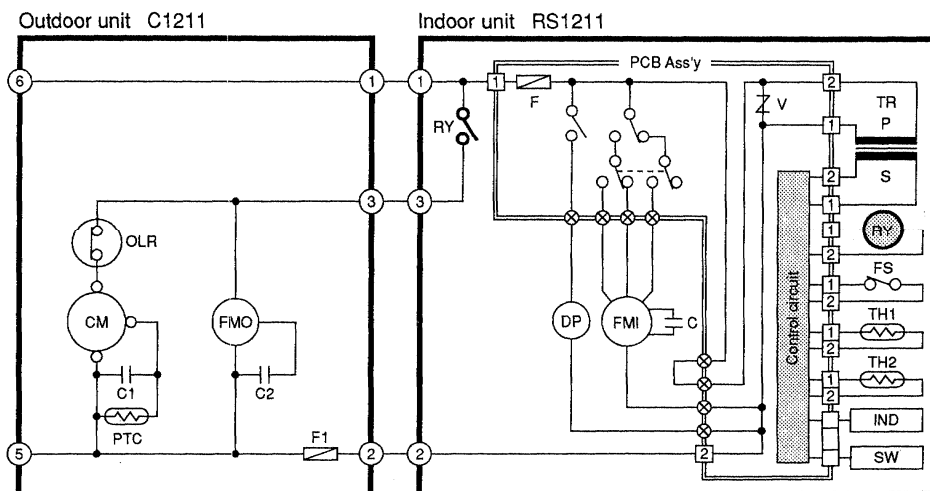 Outdoor unit C1211
Indoor unit RS1211
PCB Ass'y
6
1
1
1
F
2
V
TR
P
RY
1
S
2
3
3
1
OLR
1
RY
2
FS
CM
FMO
DP
FMI
C
Control circuit
1
2
TH1
1
2
C1
C2
TH2
1
2
PTC
IND
F1
5
2
2
2
SW